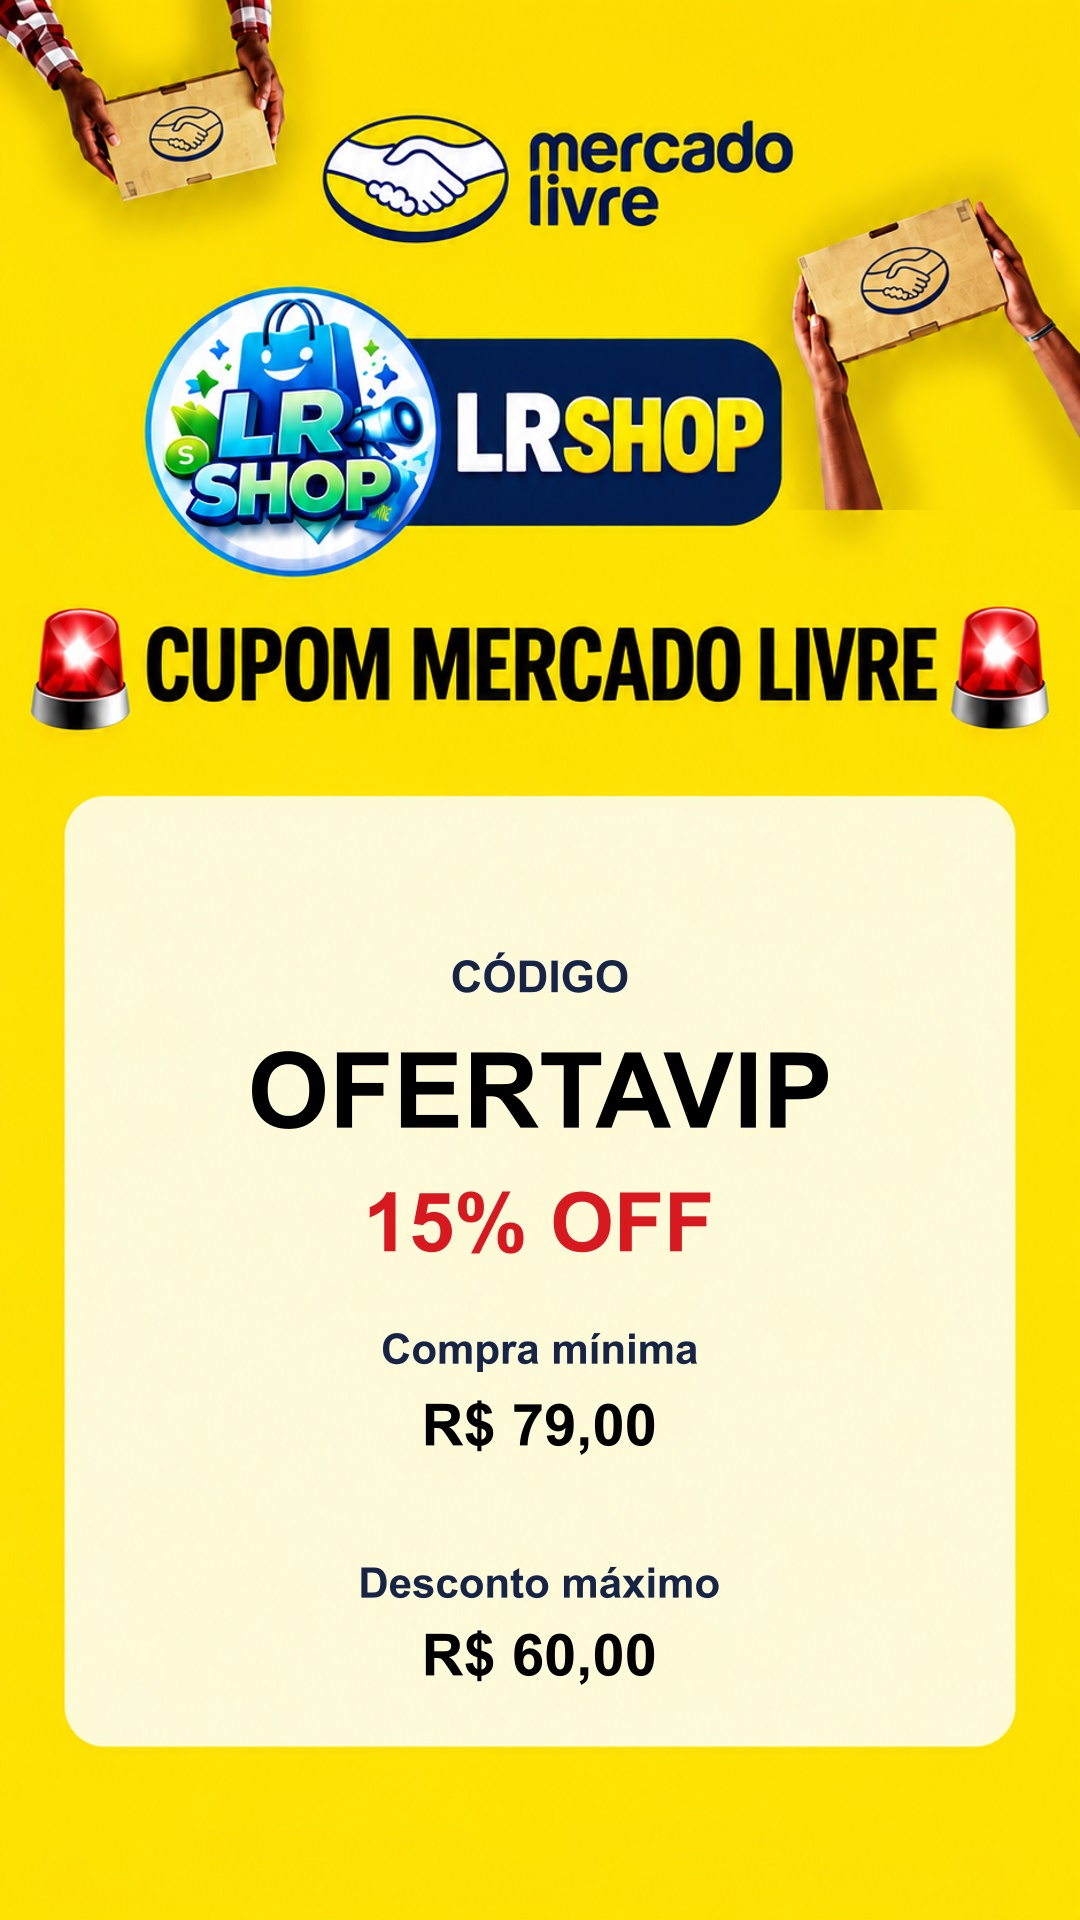 mercado
livre
LR
SHOP
S
LRSHOP
CUPOM MERCADO LIVRE
CÓDIGO
OFERTAVIP
15% OFF
Compra mínima
R$ 79,00
Desconto máximo
R$ 60,00